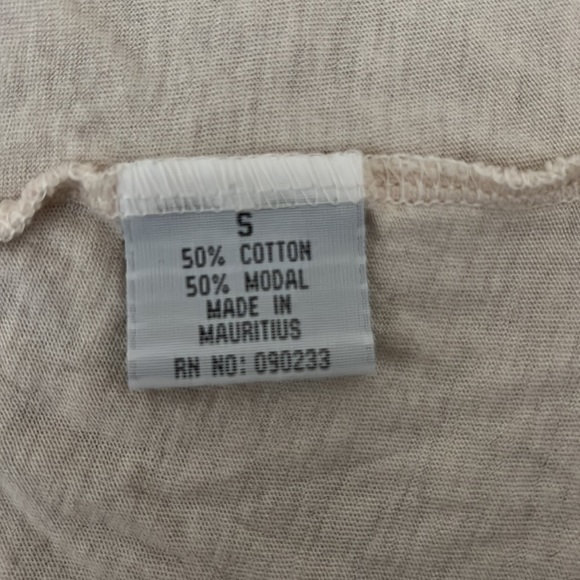 S
50% COTTON
50% MODAL
MADE IN
MAURITIUS
RN NO: 090233